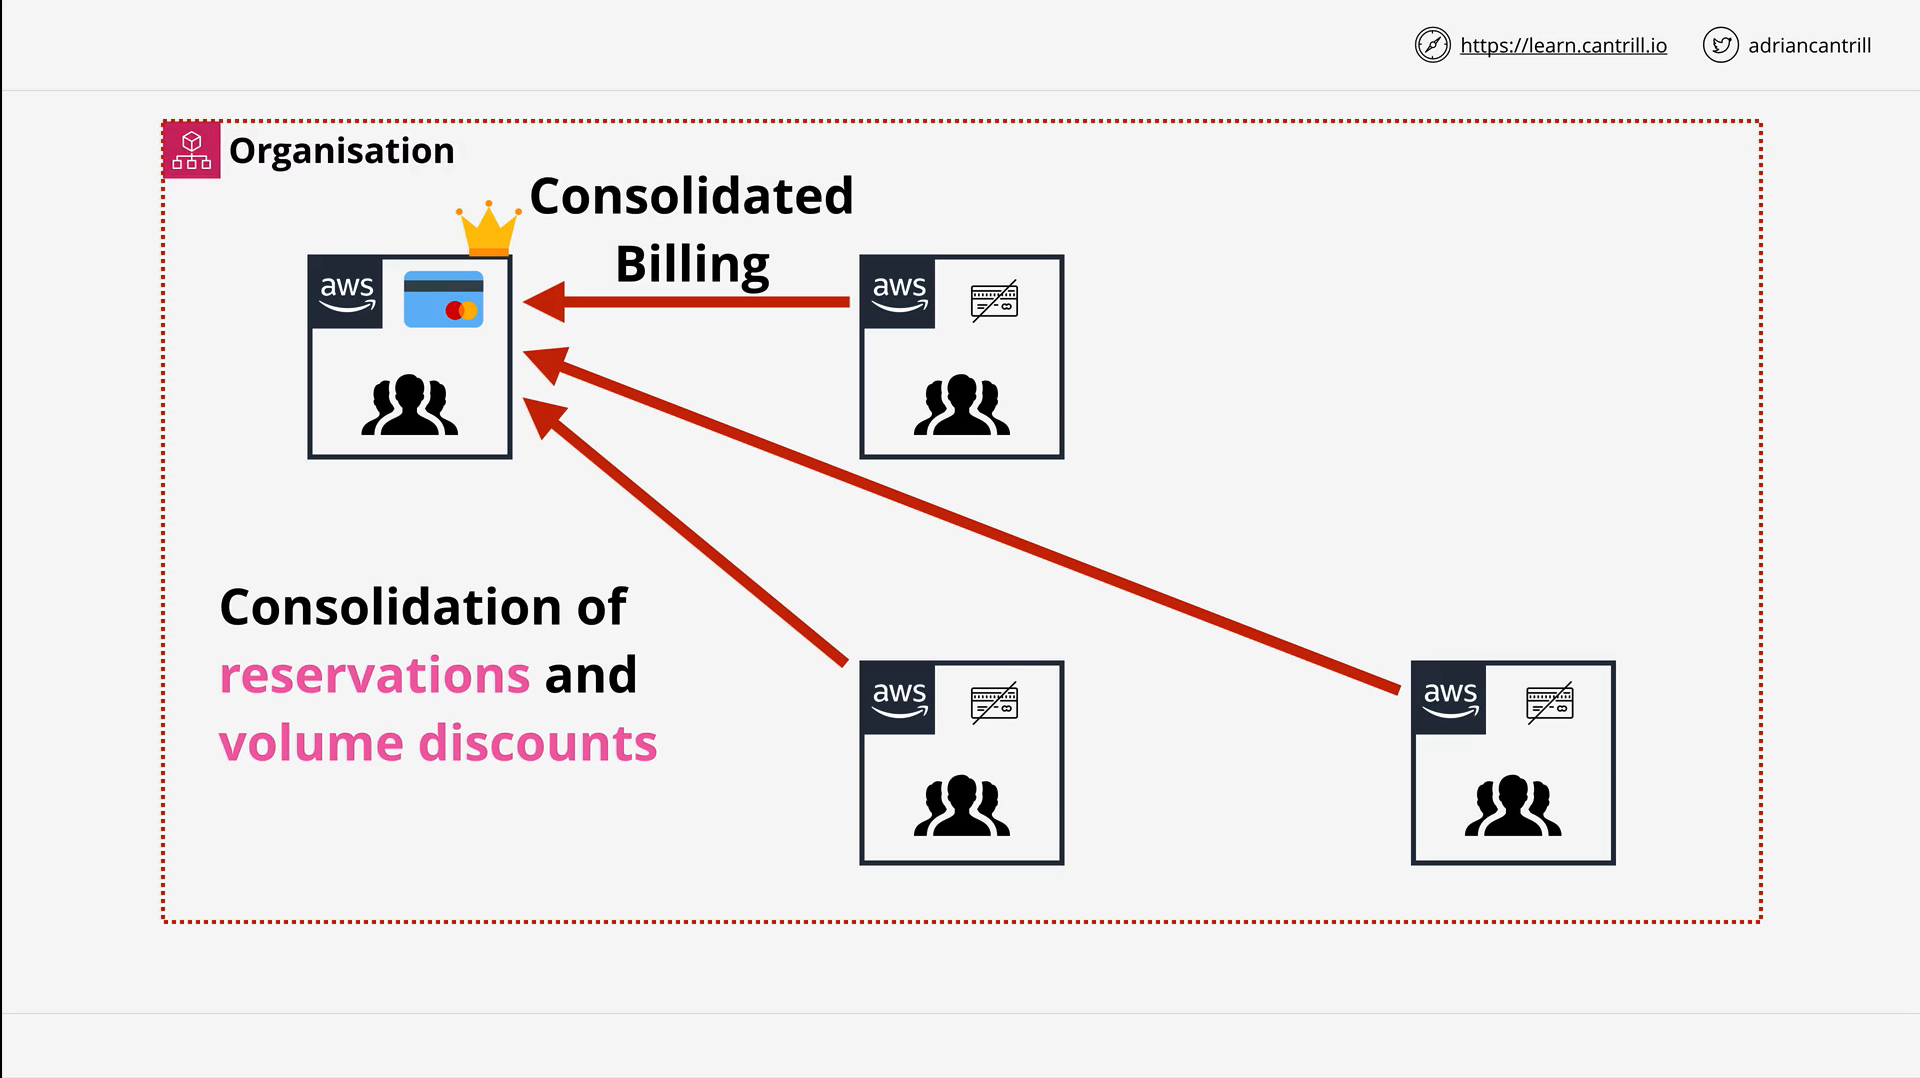 https://learn.cantrill.io
adriancantrill
Organisation
Consolidated
Billing
aws
aws
Consolidation of
reservations and
volume discounts
aws
aws